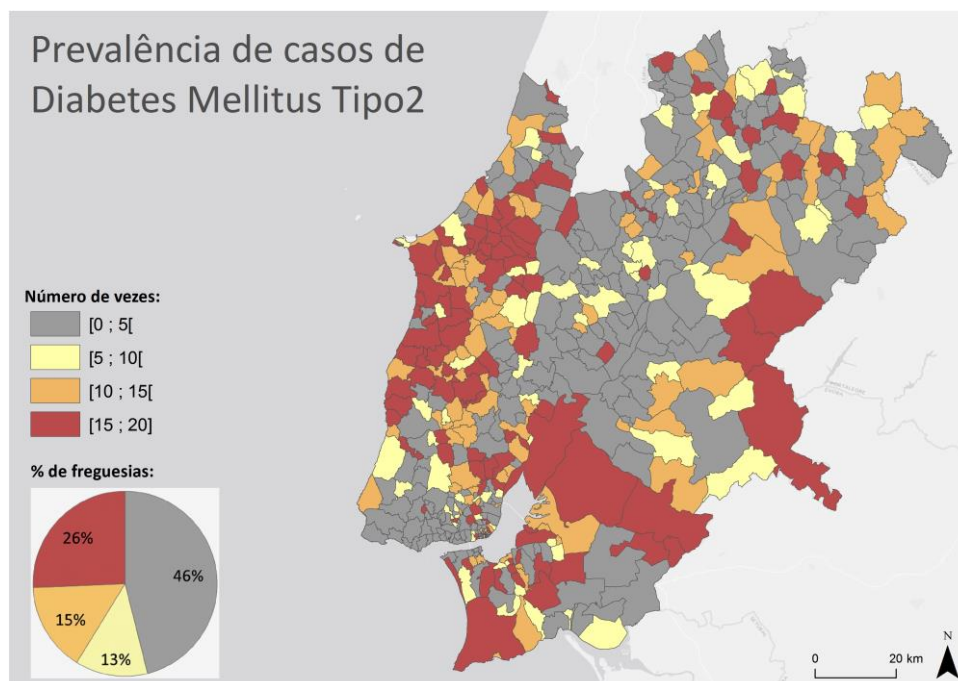 Prevalência de casos de
Diabetes Mellitus Tipo2
Número de vezes:
[0 ; 5[
[5 ; 10[
[10 ; 15[
[15 ; 20]
% de freguesias:
26%
46%
15%
13%
N
0 20 km